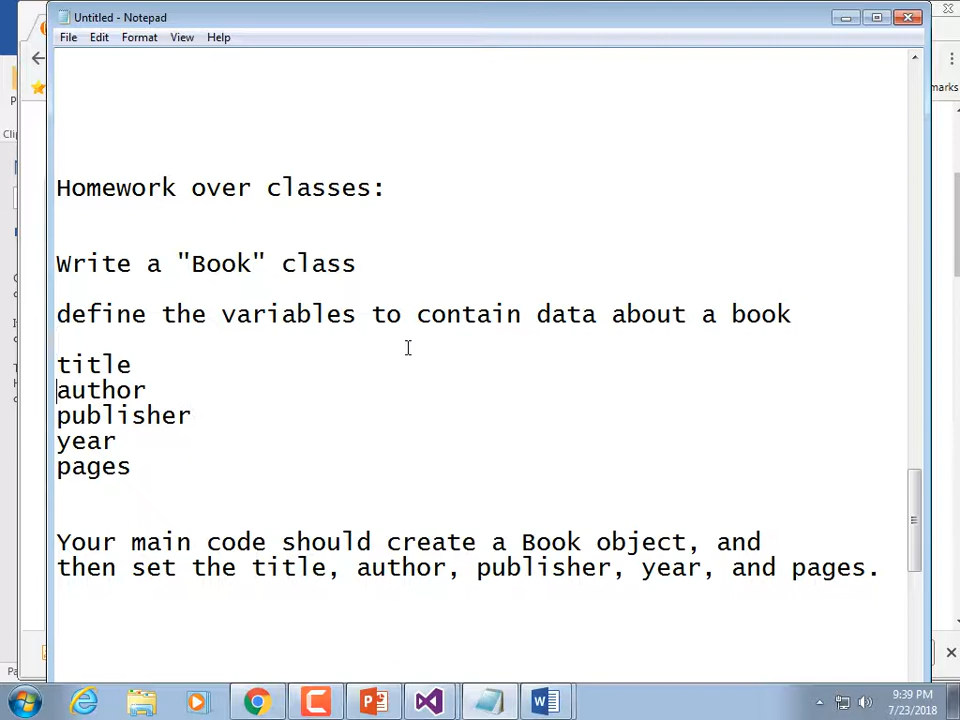 Untitled - Notepad
File Edit Format View Help
marks
Clip
Homework over classes:
Write a "Book" class
define the variables to contain data about a book
title
author
publisher
year
pages
Your main code should create a Book object, and
then set the title, author, publisher, year, and pages.
9:39 PM
7/23/2018